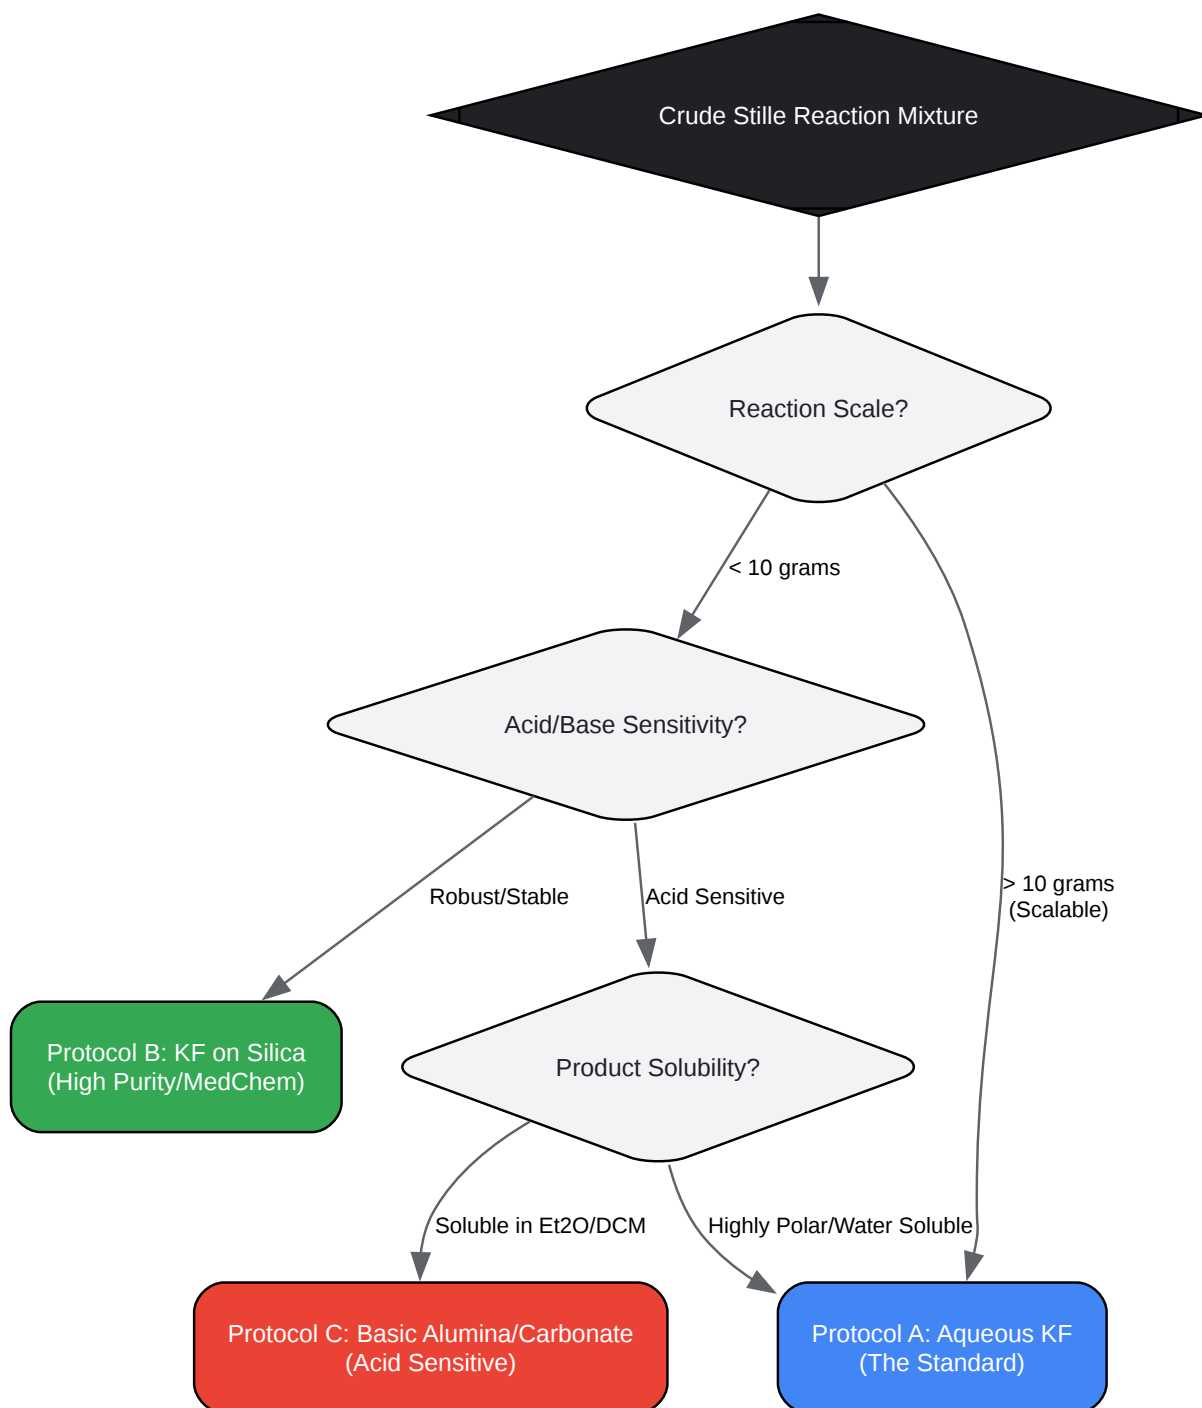 Crude Stille Reaction Mixture
Reaction Scale?
< 10 grams
Acid/Base Sensitivity?
Robust/Stable
Acid Sensitive
> 10 grams
(Scalable)
Product Solubility?
Protocol B: KF on Silica
(High Purity/MedChem)
Soluble in Et2O/DCM
Highly Polar/Water Soluble
Protocol C: Basic Alumina/Carbonate
(Acid Sensitive)
Protocol A: Aqueous KF
(The Standard)